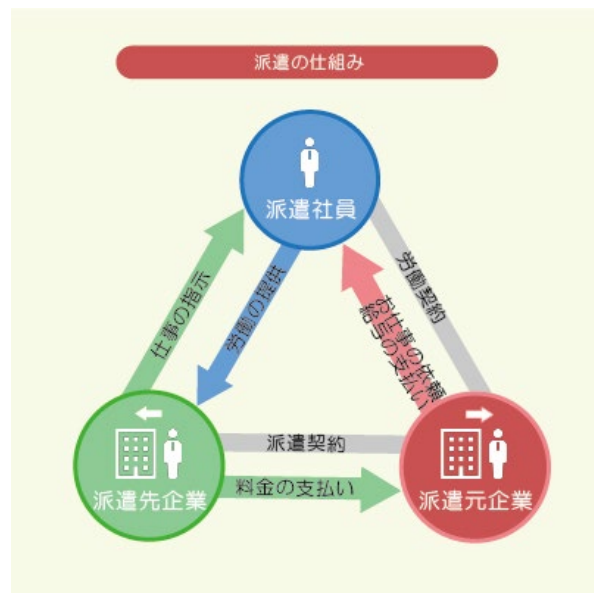 派遣の仕組み
派遣社員
仕事の指示
労働の提供
お仕事の依頼
給与の支払い
労働契約
派遣契約
料金の支払い
派遣先企業
派遣元企業